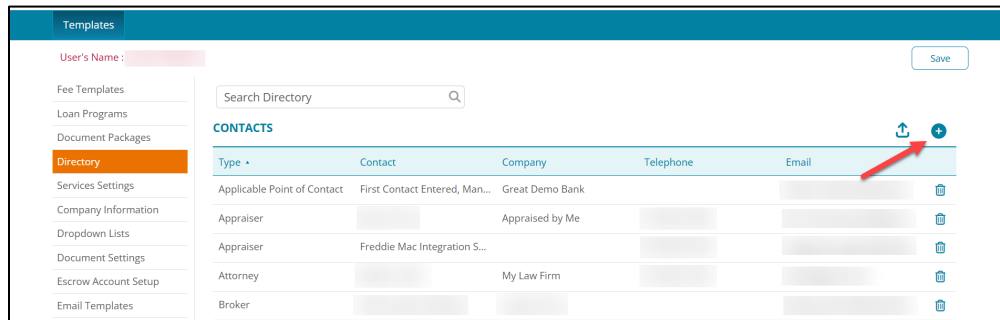 Templates
User's Name :
Save
Fee Templates
Loan Programs
Document Packages
Directory
Services Settings
Company Information
Dropdown Lists
Document Settings
Escrow Account Setup
Email Templates
Search Directory
CONTACTS
Type Contact Company Telephone Email
Applicable Point of Contact First Contact Entered, Man... Great Demo Bank
Appraiser Appraised by Me
Appraiser Freddie Mac Integration S...
Attorney My Law Firm
Broker